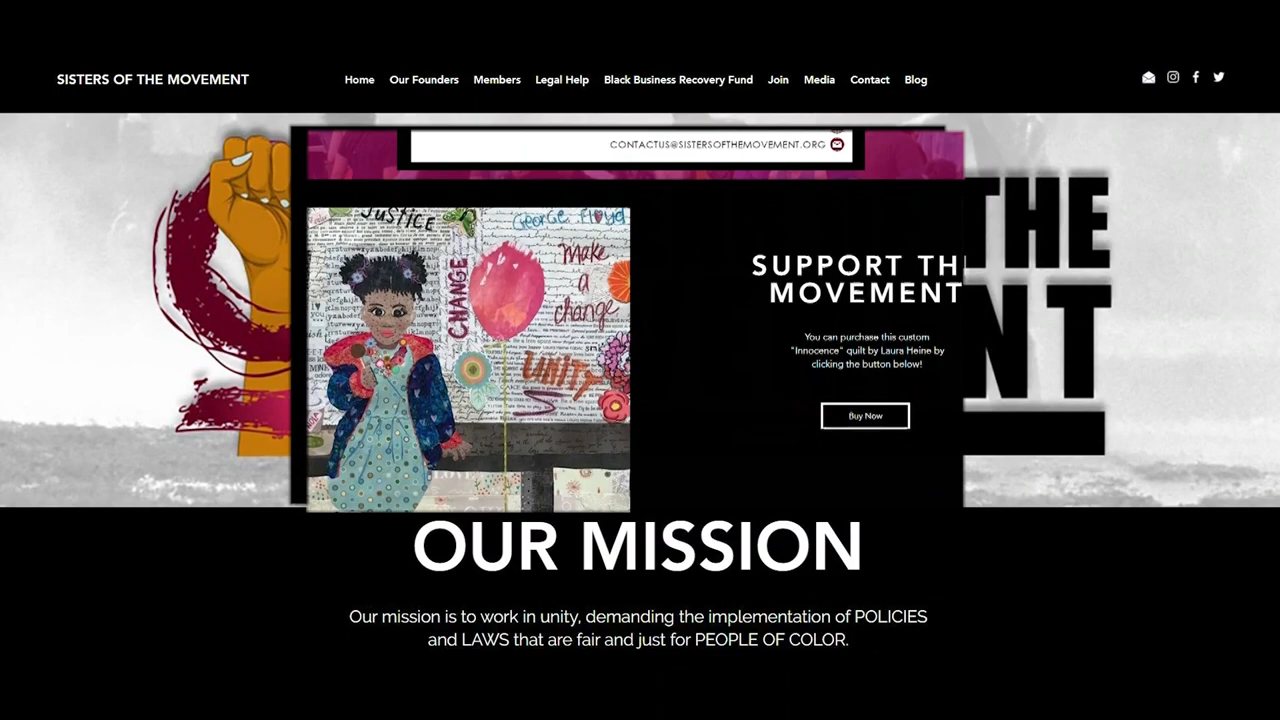 SISTERS OF THE MOVEMENT
Home Our Founders Members Legal Help Black Business Recovery Fund Join Media Contact Blog
CONTACTUS@SISTERSOFTHEMOVEMENT.ORG
JUSTICE
George Floyd
CHANGE
Make
a
change
UNITY
SUPPORT TH
MOVEMENT
You can purchase this custom
"Innocence" quilt by Laura Heine by
clicking the button below!
Buy Now
THE
NT
OUR MISSION
Our mission is to work in unity, demanding the implementation of POLICIES
and LAWS that are fair and just for PEOPLE OF COLOR.